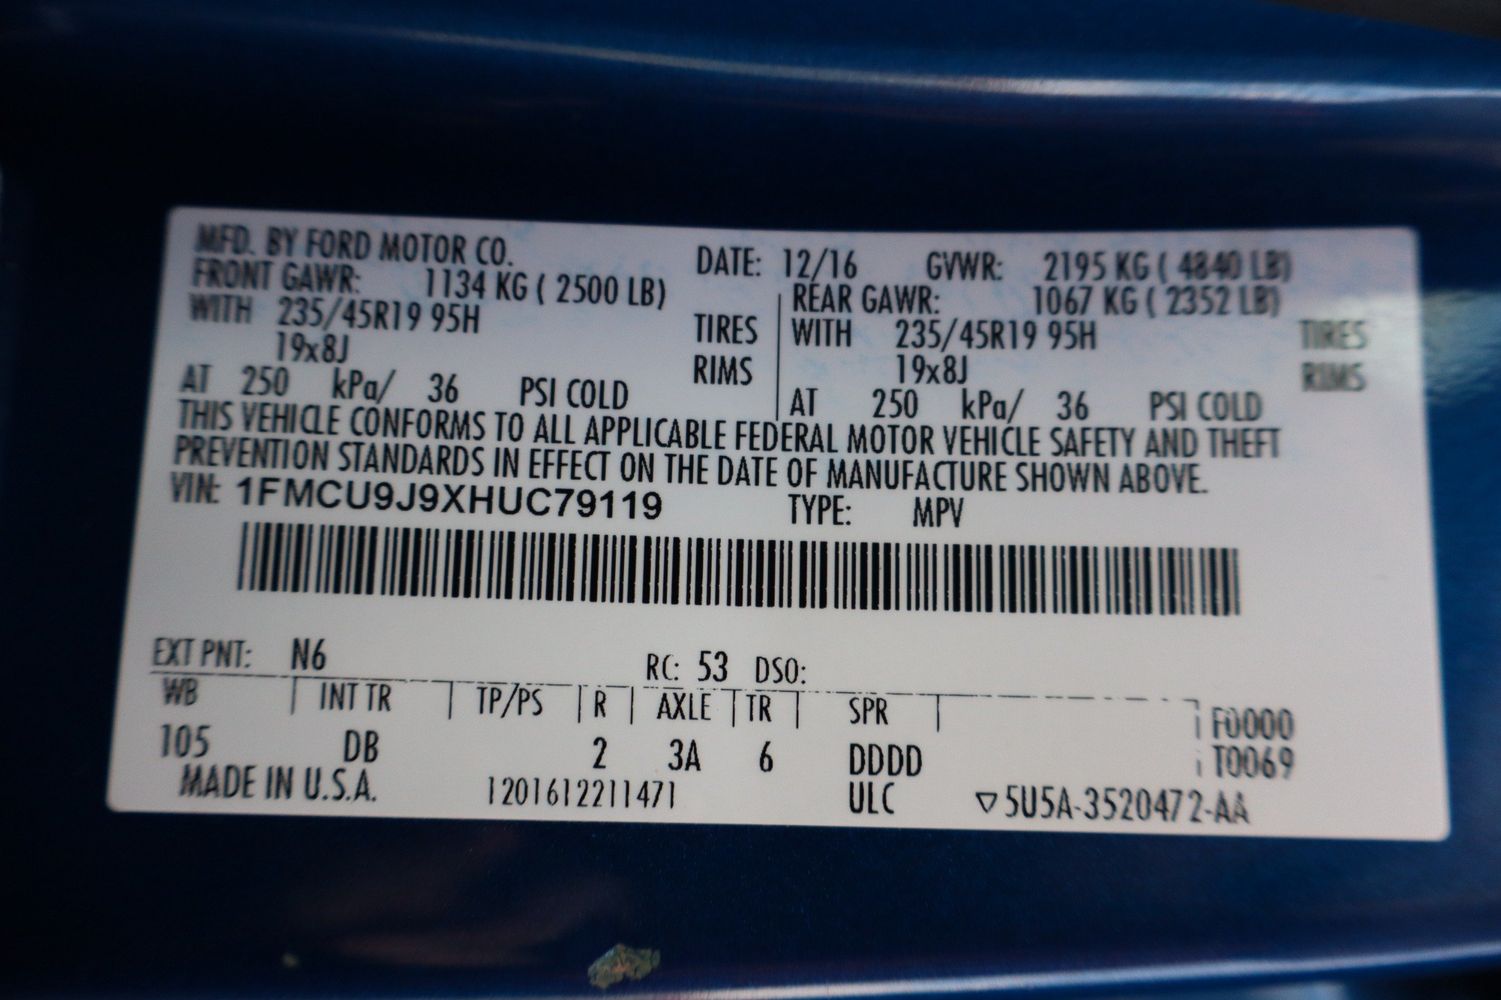 MFD. BY FORD MOTOR CO. DATE: 12/16 GVWR: 2195 KG ( 4840 LB)
FRONT GAWR: 1134 KG ( 2500 LB) REAR GAWR: 1067 KG ( 2352 LB)
WITH 235/45R19 95H TIRES WITH 235/45R19 95H TIRES
19x8J RIMS 19x8J RIMS
AT 250 kPa/ 36 PSI COLD AT 250 kPa/ 36 PSI COLD
THIS VEHICLE CONFORMS TO ALL APPLICABLE FEDERAL MOTOR VEHICLE SAFETY AND THEFT
PREVENTION STANDARDS IN EFFECT ON THE DATE OF MANUFACTURE SHOWN ABOVE.
VIN: 1FMCU9J9XHUC79119 TYPE: MPV
EXT PNT: N6 RC: 53 DSO:
WB INT TR TP/PS R AXLE TR SPR F0000
105 DB 2 3A 6 DDDD T0069
MADE IN U.S.A. 1201612211471 ULC ▽5U5A-3520472-AA